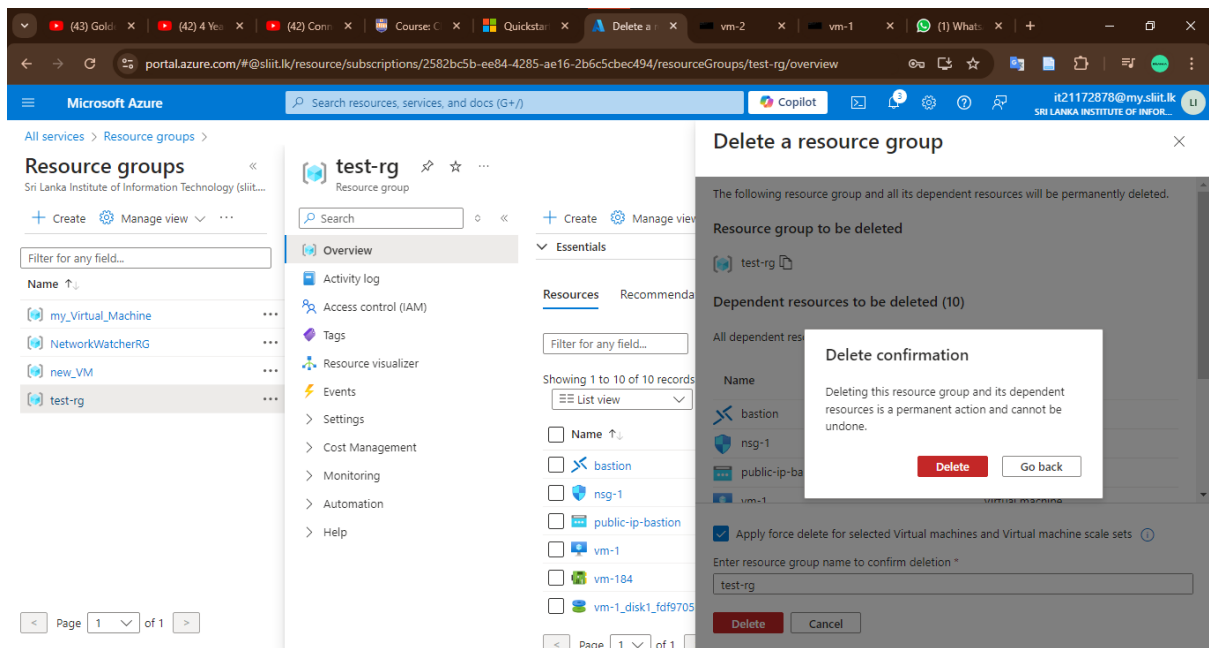 (43) Gold
(42) 4 Yea
(42) Conn
Course: C
Quickstar
Delete a r
vm-2
vm-1
(1) Whats
portal.azure.com/#@sliit.lk/resource/subscriptions/2582bc5b-ee84-4285-ae16-2b6c5cbec494/resourceGroups/test-rg/overview
Microsoft Azure
Search resources, services, and docs (G+/)
Copilot
3
it21172878@my.sliit.lk
SRI LANKA INSTITUTE OF INFOR...
LI
All services > Resource groups >
Resource groups
Sri Lanka Institute of Information Technology (sliit....
+ Create
Manage view
Filter for any field...
Name ↑↓
my_Virtual_Machine
NetworkWatcherRG
new_VM
test-rg
Page 1 of 1
test-rg
Resource group
Search
Overview
Activity log
Access control (IAM)
Tags
Resource visualizer
Events
Settings
Cost Management
Monitoring
Automation
Help
+ Create
Manage view
Essentials
Resources
Recommenda
Filter for any field...
Showing 1 to 10 of 10 records
List view
Name ↑↓
bastion
nsg-1
public-ip-bastion
vm-1
vm-184
vm-1_disk1_fdf9705
Page 1 of 1
Delete a resource group
The following resource group and all its dependent resources will be permanently deleted.
Resource group to be deleted
test-rg
Dependent resources to be deleted (10)
All dependent res
Name
bastion
nsg-1
public-ip-ba
vm-1
Virtual machine
Delete confirmation
Deleting this resource group and its dependent
resources is a permanent action and cannot be
undone.
Delete
Go back
Apply force delete for selected Virtual machines and Virtual machine scale sets
Enter resource group name to confirm deletion *
test-rg
Delete
Cancel